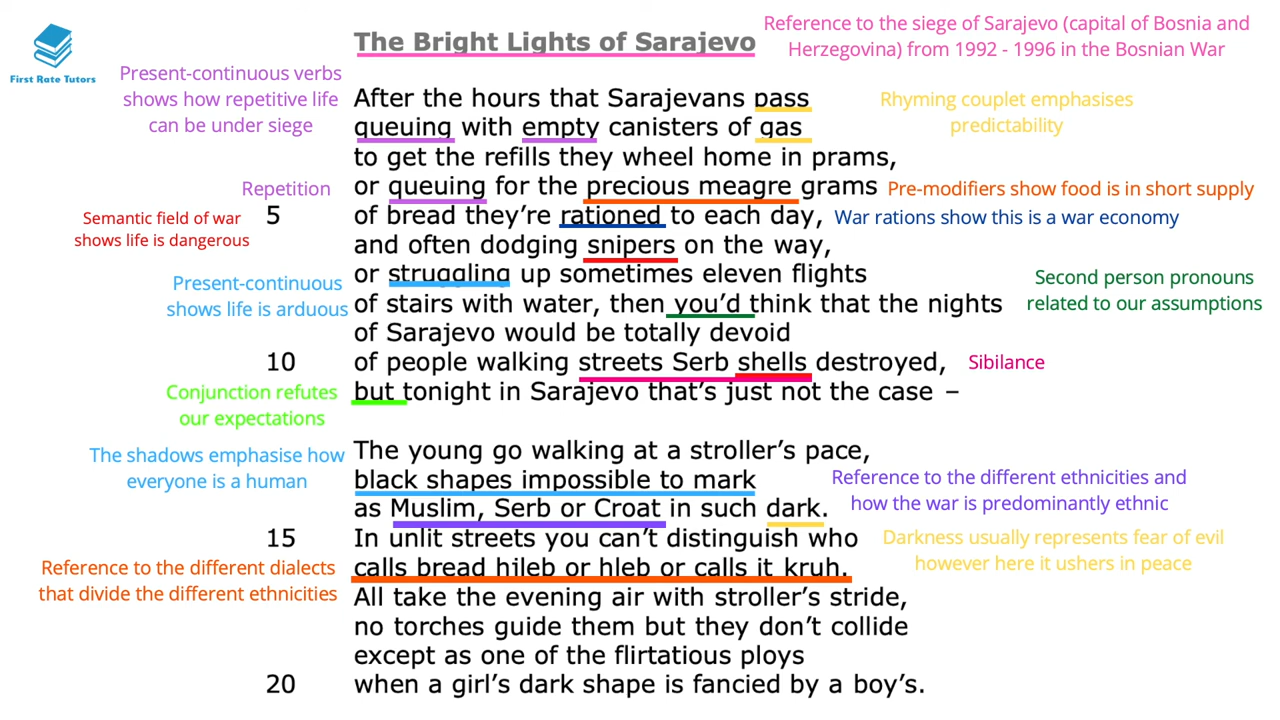 First Rate Tutors
The Bright Lights of Sarajevo
Reference to the siege of Sarajevo (capital of Bosnia and
Herzegovina) from 1992 - 1996 in the Bosnian War
Present-continuous verbs
shows how repetitive life
can be under siege
After the hours that Sarajevans pass
Rhyming couplet emphasises
predictability
queuing with empty canisters of gas
to get the refills they wheel home in prams,
Repetition
or queuing for the precious meagre grams
Pre-modifiers show food is in short supply
Semantic field of war
shows life is dangerous
5
of bread they're rationed to each day,
War rations show this is a war economy
and often dodging snipers on the way,
Present-continuous
shows life is arduous
or struggling up sometimes eleven flights
Second person pronouns
related to our assumptions
of stairs with water, then you'd think that the nights
of Sarajevo would be totally devoid
10
of people walking streets Serb shells destroyed,
Sibilance
Conjunction refutes
our expectations
but tonight in Sarajevo that's just not the case –
The shadows emphasise how
everyone is a human
The young go walking at a stroller's pace,
black shapes impossible to mark
Reference to the different ethnicities and
how the war is predominantly ethnic
as Muslim, Serb or Croat in such dark.
15
In unlit streets you can't distinguish who
Darkness usually represents fear of evil
however here it ushers in peace
Reference to the different dialects
that divide the different ethnicities
calls bread hjleb or hleb or calls it kruh.
All take the evening air with stroller's stride,
no torches guide them but they don't collide
except as one of the flirtatious ploys
20
when a girl's dark shape is fancied by a boy's.